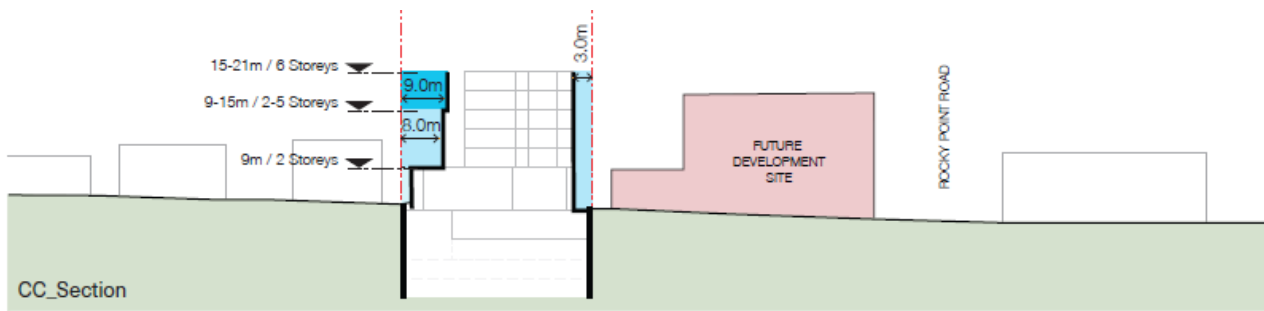 15-21m / 6 Storeys
9-15m / 2-5 Storeys
9m / 2 Storeys
9.0m
8.0m
3.0m
FUTURE
DEVELOPMENT
SITE
ROCKY POINT ROAD
CC_Section